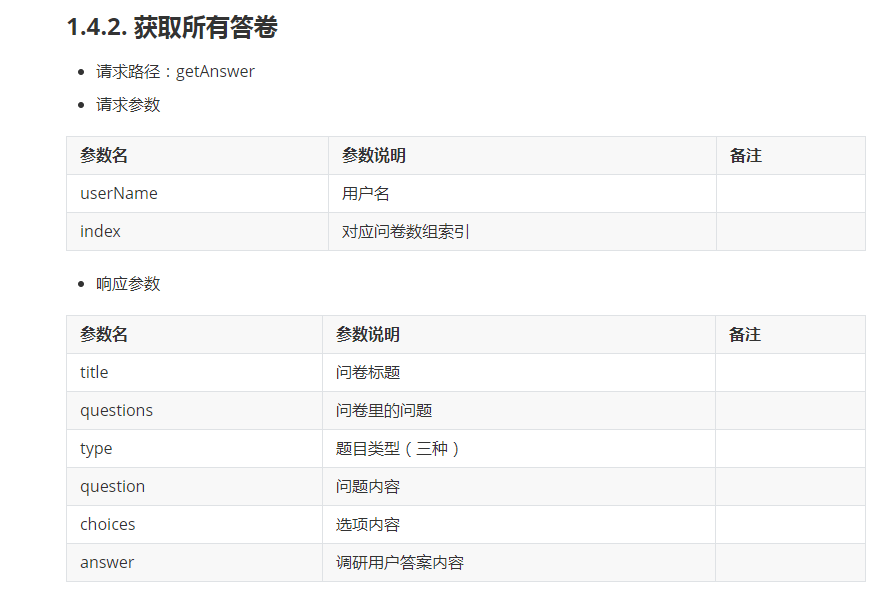 1.4.2. 获取所有答卷
请求路径：getAnswer
请求参数
参数名 参数说明 备注
userName 用户名
index 对应问卷数组索引
响应参数
参数名 参数说明 备注
title 问卷标题
questions 问卷里的问题
type 题目类型（三种）
question 问题内容
choices 选项内容
answer 调研用户答案内容